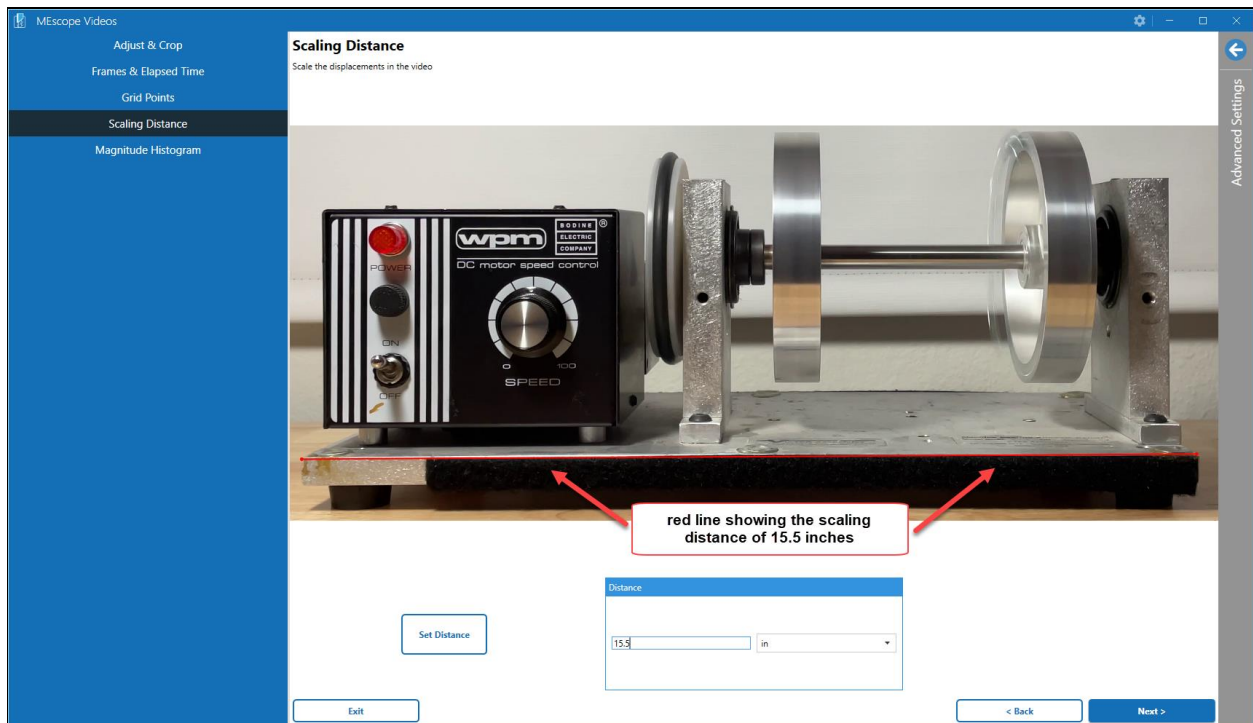 MEscope Videos
Adjust & Crop
Frames & Elapsed Time
Grid Points
Scaling Distance
Magnitude Histogram
Scaling Distance
Scale the displacements in the video
Advanced Settings
POWER
ON
OFF
wpm
BODINE
ELECTRIC
COMPANY
®
DC motor speed control
0 100
SPEED
red line showing the scaling
distance of 15.5 inches
Distance
Set Distance
15.5 in
Exit
< Back
Next >